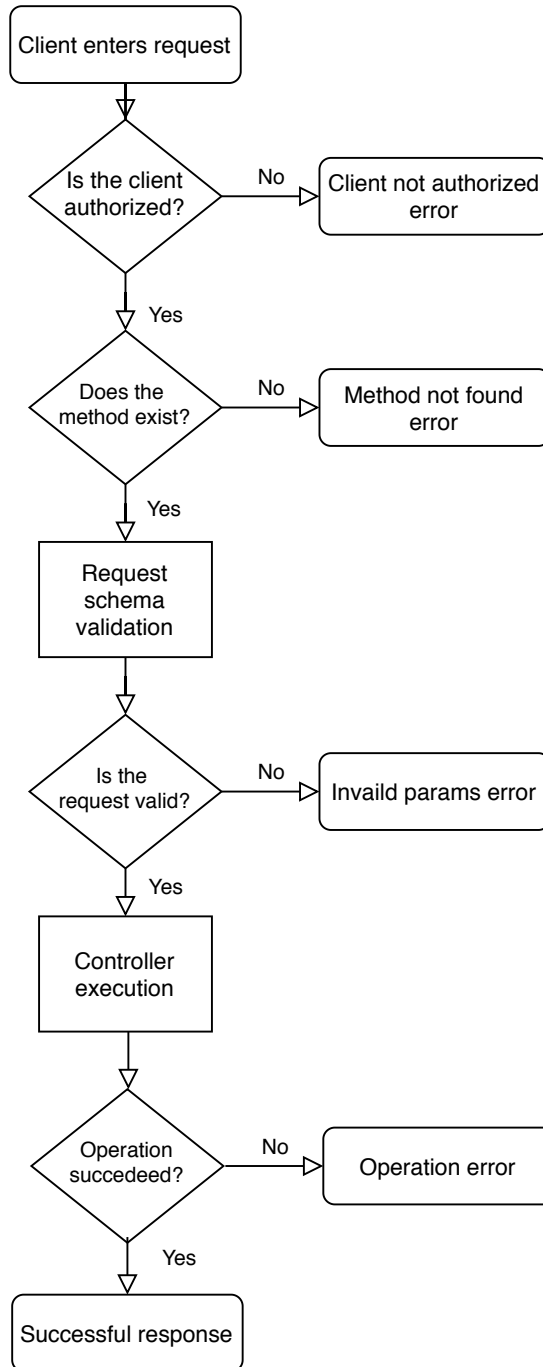 Client enters request
Is the client
authorized?
No
Client not authorized
error
Yes
Does the
method exist?
No
Method not found
error
Yes
Request
schema
validation
Is the
request valid?
No
Invaild params error
Yes
Controller
execution
Operation
succedeed?
No
Operation error
Yes
Successful response